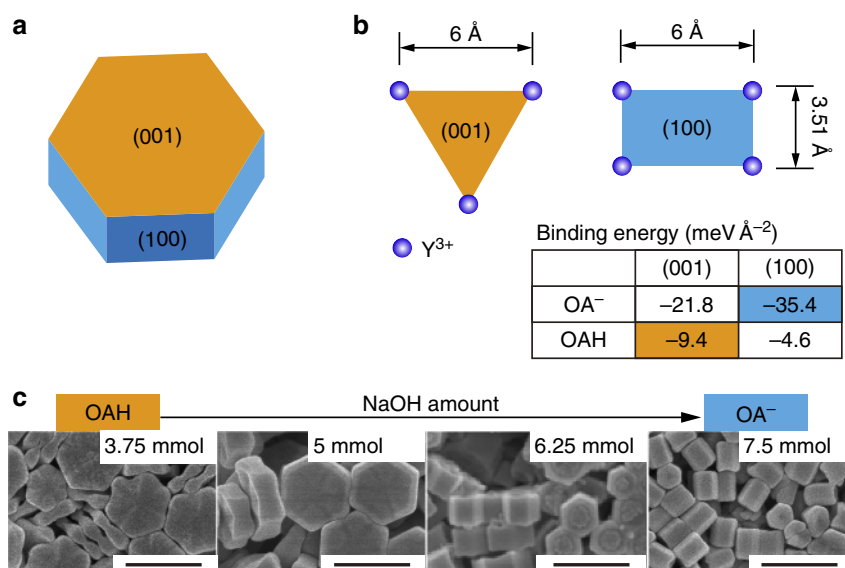 a
(001)
(100)
b
6 Å
6 Å
(001)
(100)
3.51 Å
Y³⁺
Binding energy (meV Å⁻²)
(001) (100)
OA⁻ –21.8 –35.4
OAH –9.4 –4.6
c
OAH NaOH amount OA⁻
3.75 mmol 5 mmol 6.25 mmol 7.5 mmol